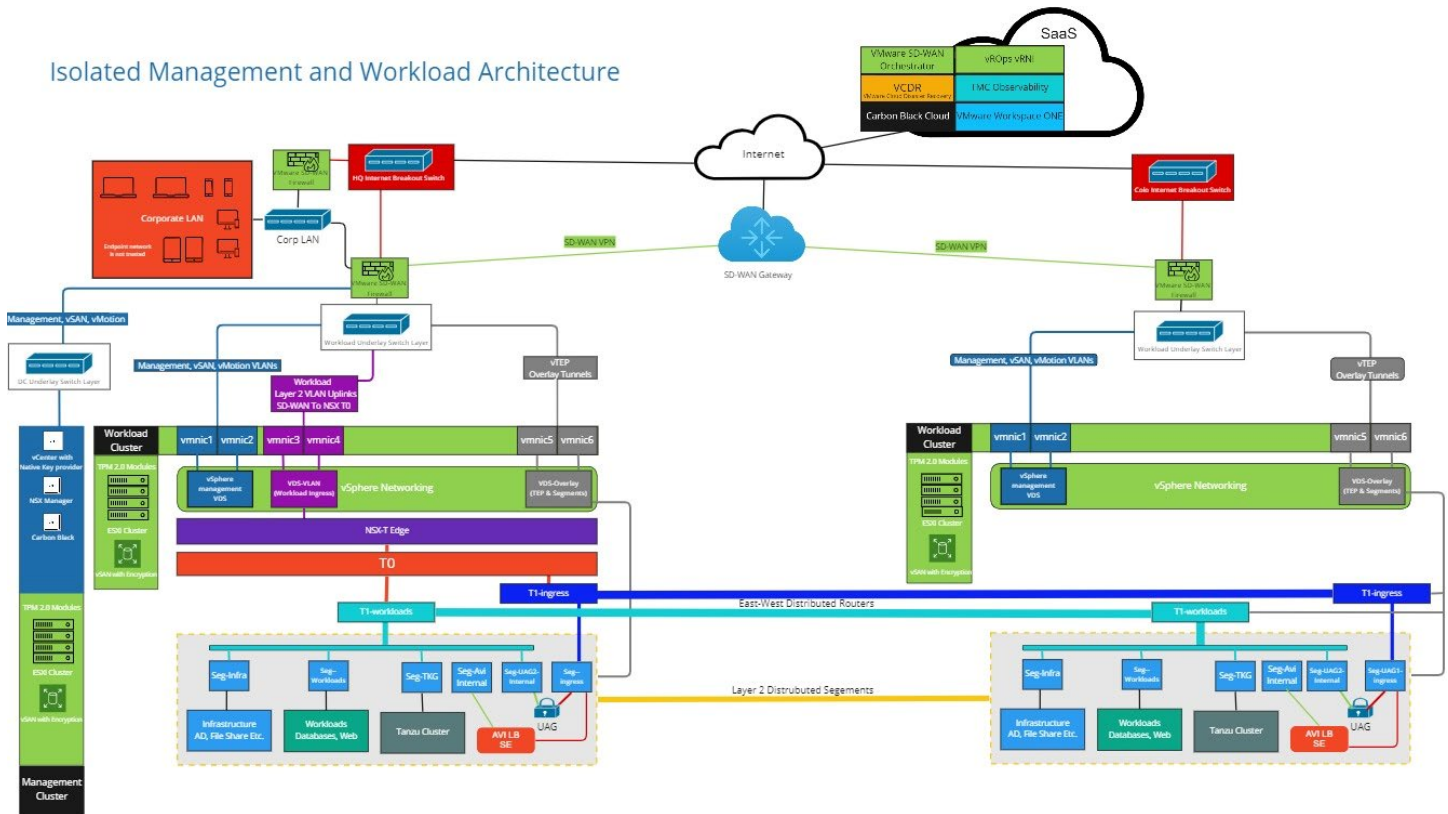 Isolated Management and Workload Architecture
SaaS
VMware SD-WAN
Orchestrator
vROps vRNI
VCDR
VMware Cloud Disaster Recovery
TMC Observability
Carbon Black Cloud
VMware Workspace ONE
Internet
VMware SD-WAN
Firewall
HQ Internet Breakout Switch
Colo Internet Breakout Switch
Corporate LAN
Endpoint network
is not trusted
Corp LAN
SD-WAN VPN
SD-WAN VPN
SD-WAN Gateway
VMware SD-WAN
Firewall
VMware SD-WAN
Firewall
Management, vSAN, vMotion
DC Underlay Switch Layer
Workload Underlay Switch Layer
Workload Underlay Switch Layer
Management, vSAN, vMotion VLANs
Workload
Layer 2 VLAN Uplinks
SD-WAN To NSX T0
vTEP
Overlay Tunnels
Management, vSAN, vMotion VLANs
vTEP
Overlay Tunnels
vCenter with
Native Key provider
NSX Manager
Carbon Black
TPM 2.0 Modules
ESXi Cluster
vSAN with Encryption
Management
Cluster
Workload
Cluster
TPM 2.0 Modules
ESXi Cluster
vSAN with Encryption
vmnic1
vmnic2
vmnic3
vmnic4
vmnic5
vmnic6
vSphere
management
VDS
VDS-VLAN
(Workload Ingress)
vSphere Networking
VDS-Overlay
(TEP & Segments)
NSX-T Edge
T0
T1-ingress
T1-workloads
East-West Distributed Routers
Seg-Infra
Seg--
Workloads
Seg-TKG
Seg-Avi
Internal
Seg-UAG2-
Internal
Seg--
ingress
Infrastructure
AD, File Share Etc.
Workloads
Databases, Web
Tanzu Cluster
AVI LB
SE
UAG
Layer 2 Distrubuted Segements
Workload
Cluster
TPM 2.0 Modules
ESXi Cluster
vSAN with Encryption
vmnic1
vmnic2
vmnic5
vmnic6
vSphere
management
VDS
vSphere Networking
VDS-Overlay
(TEP & Segments)
T1-ingress
T1-workloads
Seg-Infra
Seg--
Workloads
Seg-TKG
Seg-Avi
Internal
Seg-UAG2-
Internal
Seg-UAG1-
ingress
Infrastructure
AD, File Share Etc.
Workloads
Databases, Web
Tanzu Cluster
AVI LB
SE
UAG